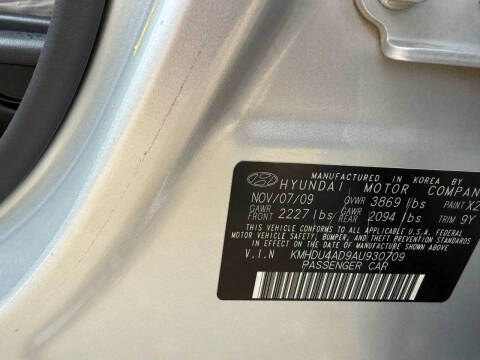 MANUFACTURED IN KOREA BY
HYUNDAI MOTOR COMPAN
NOV/07/09 GVWR 3869 lbs PAINT X2
GAWR FRONT 2227 lbs GAWR REAR 2094 lbs TRIM 9Y
THIS VEHICLE CONFORMS TO ALL APPLICABLE U.S.A. FEDERAL
MOTOR VEHICLE SAFETY, BUMPER, AND THEFT PREVENTION STANDARDS
IN EFFECT ON THE DATE OF MANUFACTURE SHOWN ABOVE
V.I.N KMHDU4AD9AU930709
PASSENGER CAR